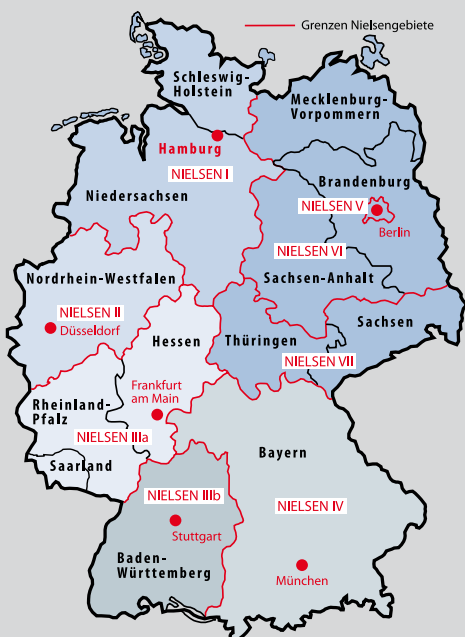 Grenzen Nielsengebiete
Schleswig-
Holstein
Mecklenburg-
Vorpommern
Hamburg
NIELSEN I
Niedersachsen
Brandenburg
NIELSEN V
Berlin
NIELSEN VI
Sachsen-Anhalt
Nordrhein-Westfalen
NIELSEN II
Düsseldorf
Hessen
Thüringen
Sachsen
NIELSEN VII
Frankfurt
am Main
Rheinland-
Pfalz
NIELSEN IIIa
Saarland
Bayern
NIELSEN IIIb
NIELSEN IV
Stuttgart
Baden-
Württemberg
München